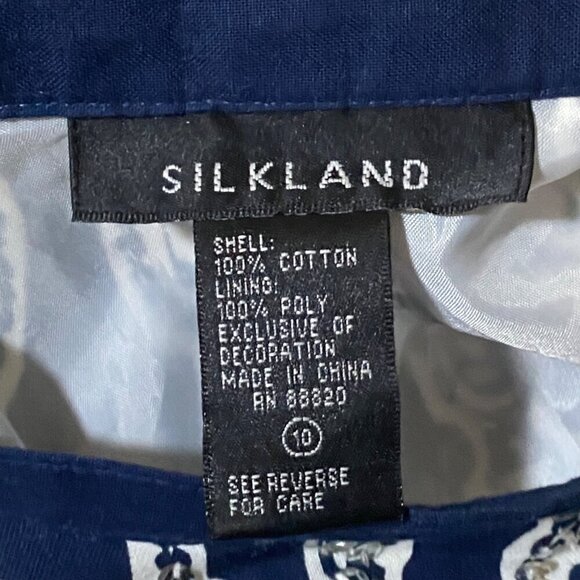 SILKLAND
SHELL:
100% COTTON
LINING:
100% POLY
EXCLUSIVE OF
DECORATION
MADE IN CHINA
RN 88820
10
SEE REVERSE
FOR CARE